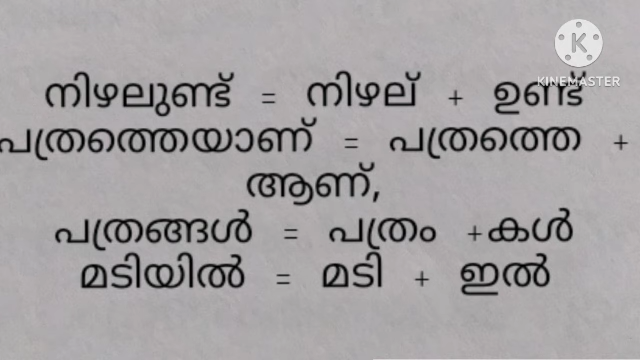 KINEMASTER
നിഴലുണ്ട് = നിഴല് + ഉണ്ട്
പത്രത്തെയാണ് = പത്രത്തെ +
ആണ്,
പത്രങ്ങൾ = പത്രം +കൾ
മടിയിൽ = മടി + ഇൽ